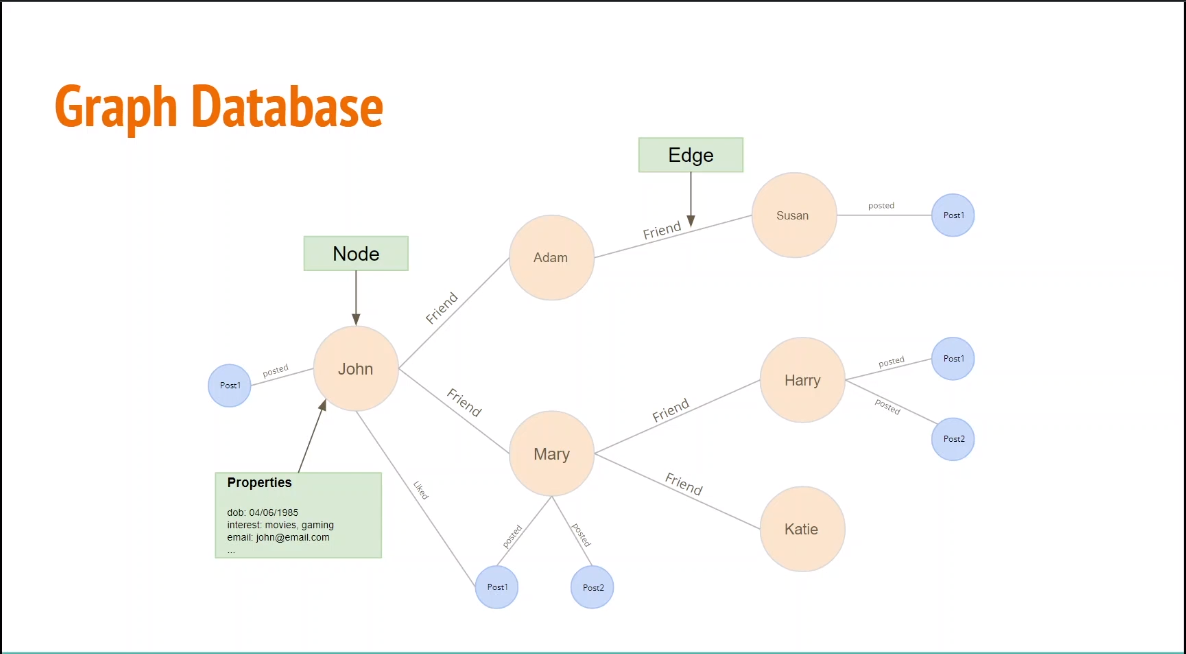 Graph Database
Edge
Susan
posted
Post1
Friend
Node
Adam
Friend
John
posted
Post1
Friend
Harry
posted
Post1
posted
Post2
Friend
Mary
Friend
Katie
Properties
dob: 04/06/1985
interest: movies, gaming
email: john@email.com
...
Liked
posted
posted
Post1
Post2